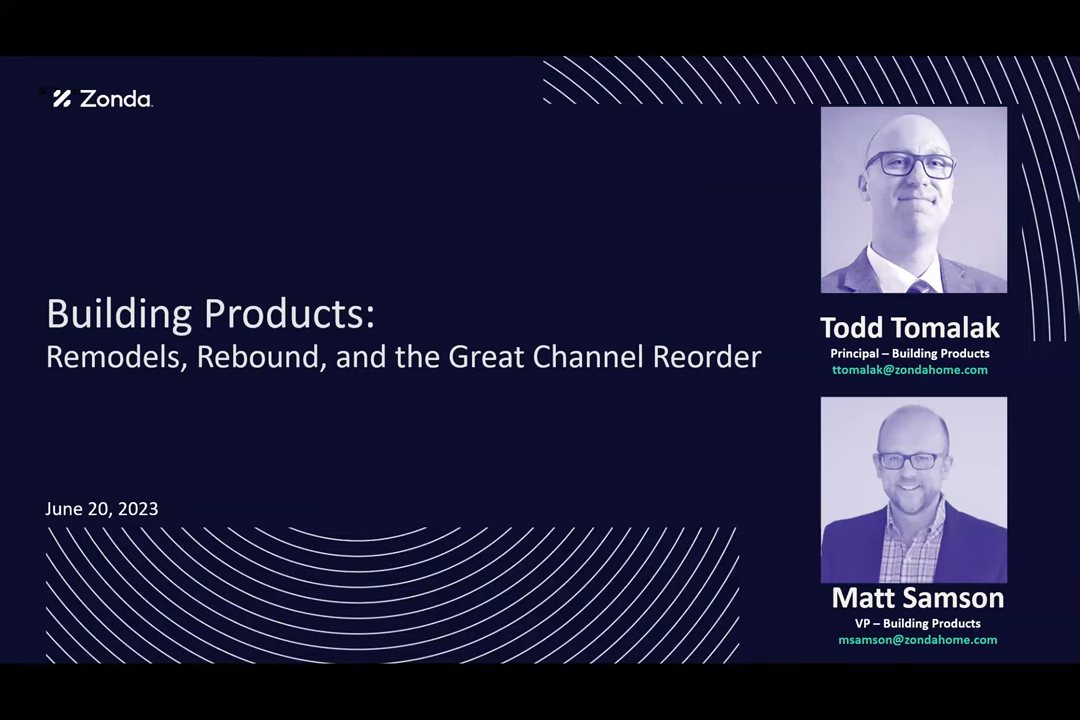 Zonda.
Building Products:
Remodels, Rebound, and the Great Channel Reorder
June 20, 2023
Todd Tomalak
Principal – Building Products
ttomalak@zondahome.com
Matt Samson
VP – Building Products
msamson@zondahome.com